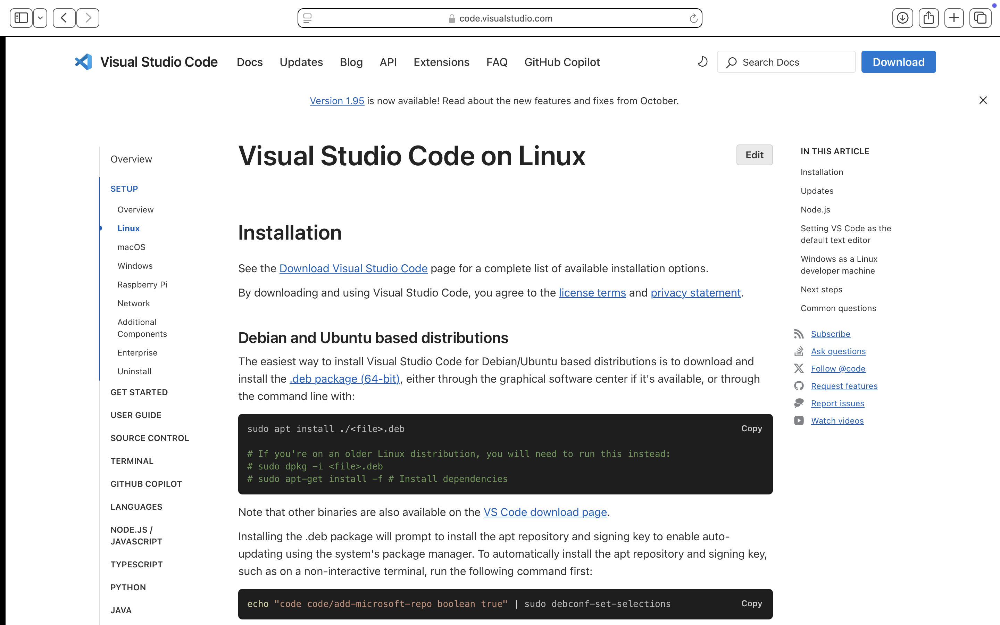 code.visualstudio.com
Visual Studio Code
Docs
Updates
Blog
API
Extensions
FAQ
GitHub Copilot
Search Docs
Download
Version 1.95 is now available! Read about the new features and fixes from October.
Overview
SETUP
Overview
Linux
macOS
Windows
Raspberry Pi
Network
Additional
Components
Enterprise
Uninstall
GET STARTED
USER GUIDE
SOURCE CONTROL
TERMINAL
GITHUB COPILOT
LANGUAGES
NODE.JS /
JAVASCRIPT
TYPESCRIPT
PYTHON
JAVA
Visual Studio Code on Linux
Edit
Installation
See the Download Visual Studio Code page for a complete list of available installation options.
By downloading and using Visual Studio Code, you agree to the license terms and privacy statement.
Debian and Ubuntu based distributions
The easiest way to install Visual Studio Code for Debian/Ubuntu based distributions is to download and
install the .deb package (64-bit), either through the graphical software center if it's available, or through
the command line with:
sudo apt install ./<file>.deb
Copy
# If you're on an older Linux distribution, you will need to run this instead:
# sudo dpkg -i <file>.deb
# sudo apt-get install -f # Install dependencies
Note that other binaries are also available on the VS Code download page.
Installing the .deb package will prompt to install the apt repository and signing key to enable auto-
updating using the system's package manager. To automatically install the apt repository and signing key,
such as on a non-interactive terminal, run the following command first:
echo "code code/add-microsoft-repo boolean true" | sudo debconf-set-selections
Copy
IN THIS ARTICLE
Installation
Updates
Node.js
Setting VS Code as the
default text editor
Windows as a Linux
developer machine
Next steps
Common questions
Subscribe
Ask questions
Follow @code
Request features
Report issues
Watch videos